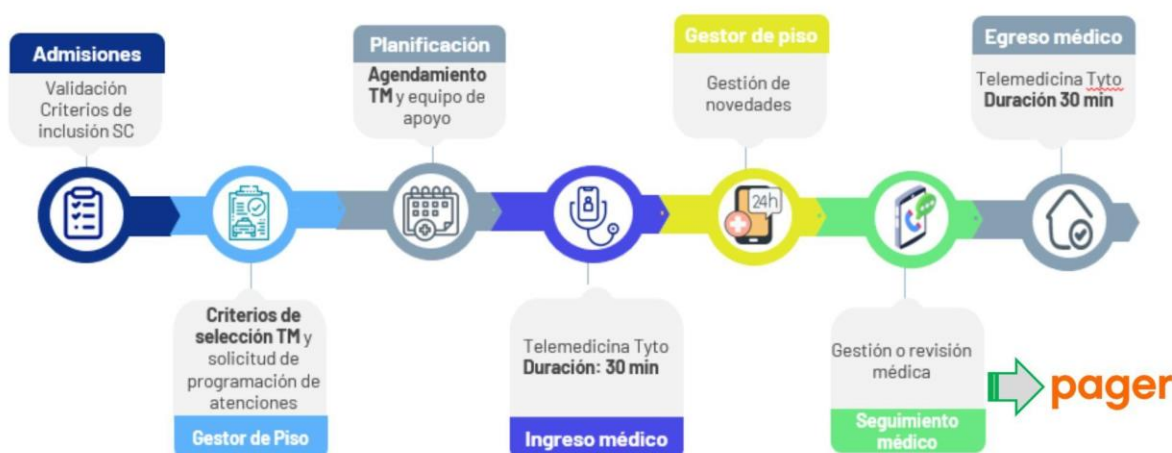 Admisiones
Validación
Criterios de
inclusión SC
Criterios de
selección TM y
solicitud de
programación de
atenciones
Gestor de Piso
Planificación
Agendamiento
TM y equipo de
apoyo
Telemedicina Tyto
Duración: 30 min
Ingreso médico
Gestor de piso
Gestión de
novedades
24h
Gestión o revisión
médica
Seguimiento
médico
pager
Egreso médico
Telemedicina Tyto
Duración 30 min